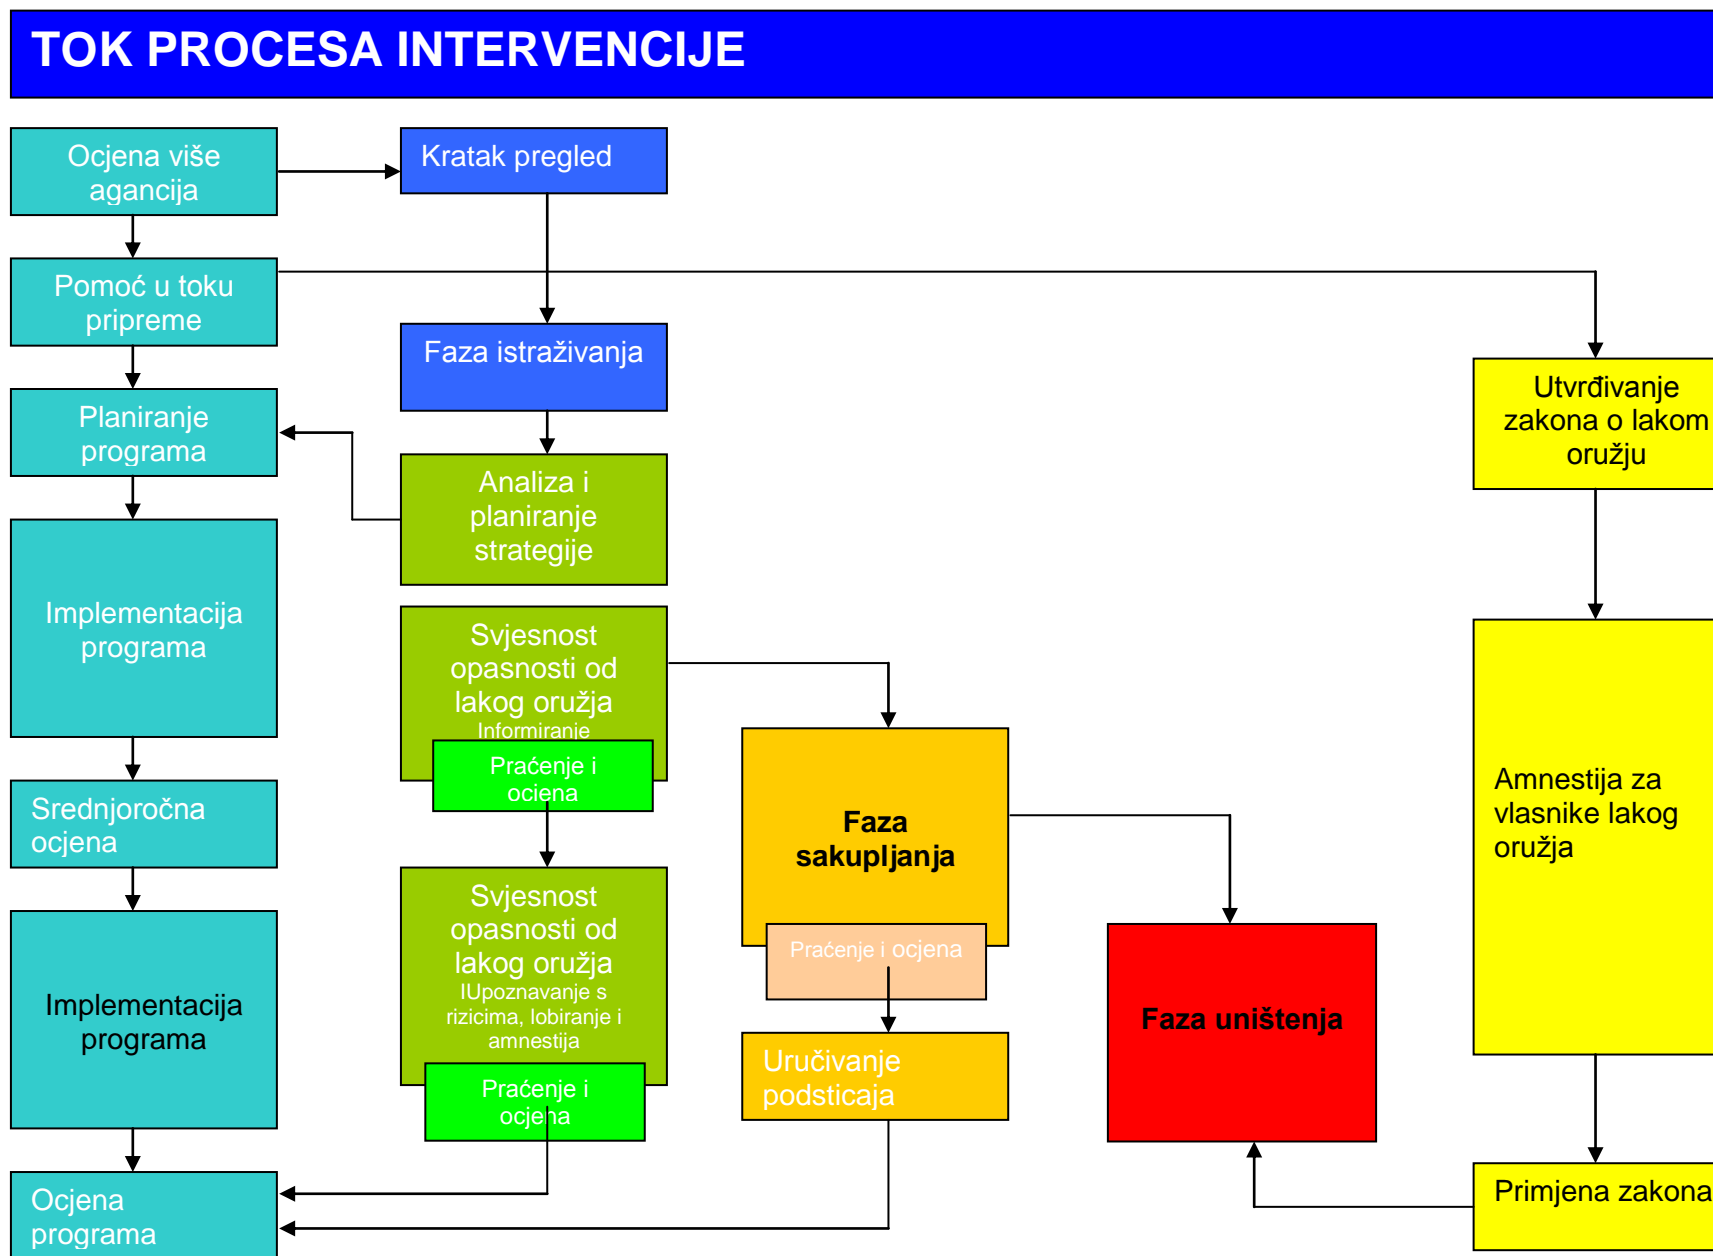 TOK PROCESA INTERVENCIJE
Ocjena više
agancija
Kratak pregled
Pomoć u toku
pripreme
Faza istraživanja
Planiranje
programa
Utvrđivanje
zakona o lakom
oružju
Analiza i
planiranje
strategije
Implementacija
programa
Svjesnost
opasnosti od
lakog oružja
Informiranje
Praćenje i
ocjena
Srednjoročna
ocjena
Faza
sakupljanja
Amnestija za
vlasnike lakog
oružja
Svjesnost
opasnosti od
lakog oružja
IUpoznavanje s
rizicima, lobiranje i
amnestija
Praćenje i ocjena
Implementacija
programa
Faza uništenja
Uručivanje
podsticaja
Praćenje i
ocjena
Ocjena
programa
Primjena zakona